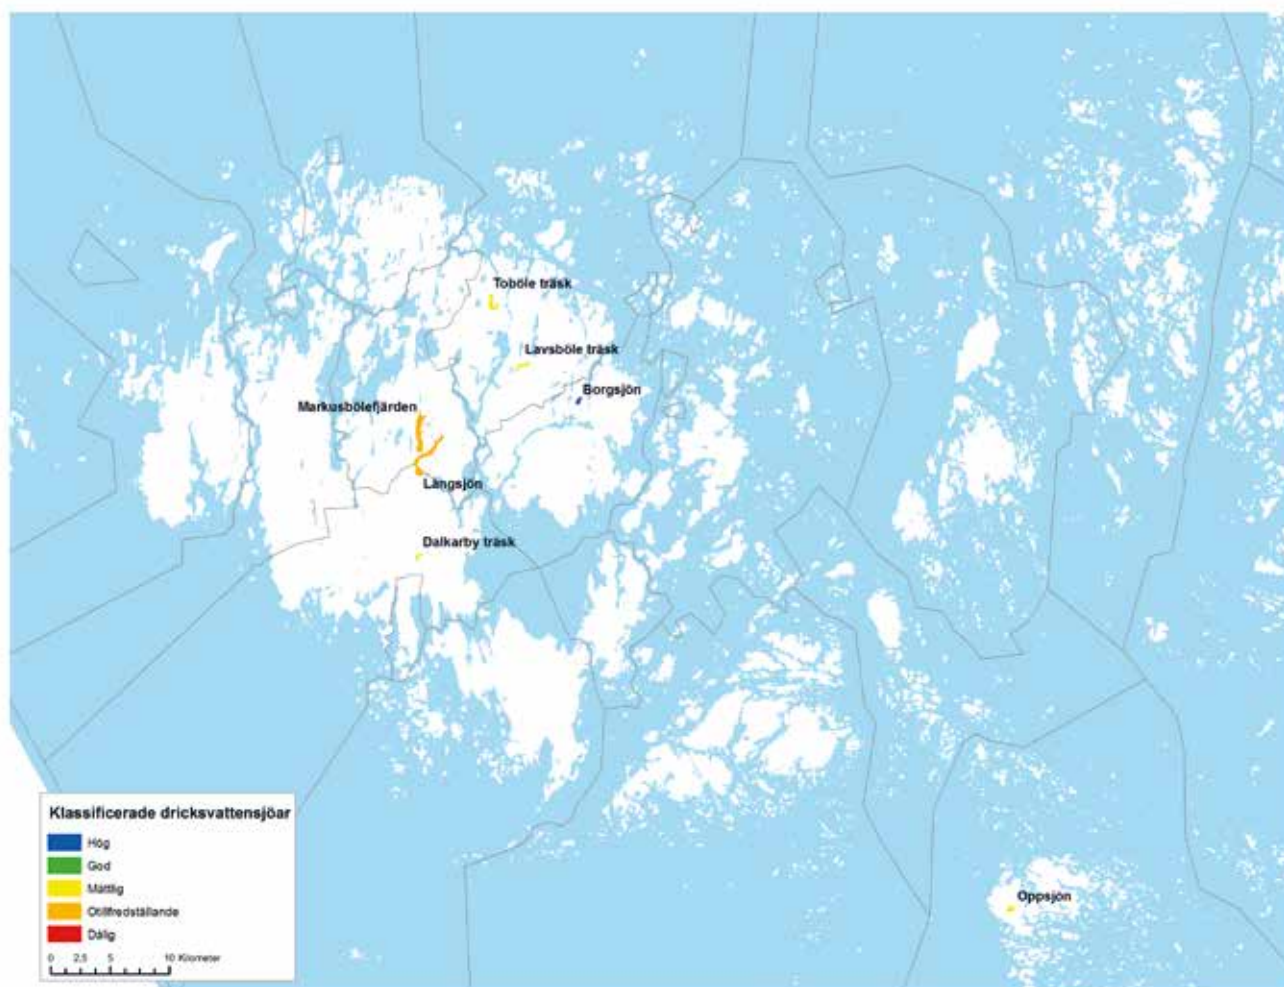 Toböle träsk
Lavsböle träsk
Borgsjön
Markusbölefjärden
Långsjön
Dalkarby träsk
Oppsjön
Klassificerade dricksvattensjöar
Hög
God
Måttlig
Otillfredställande
Dålig
0 2,5 5 10 Kilometer